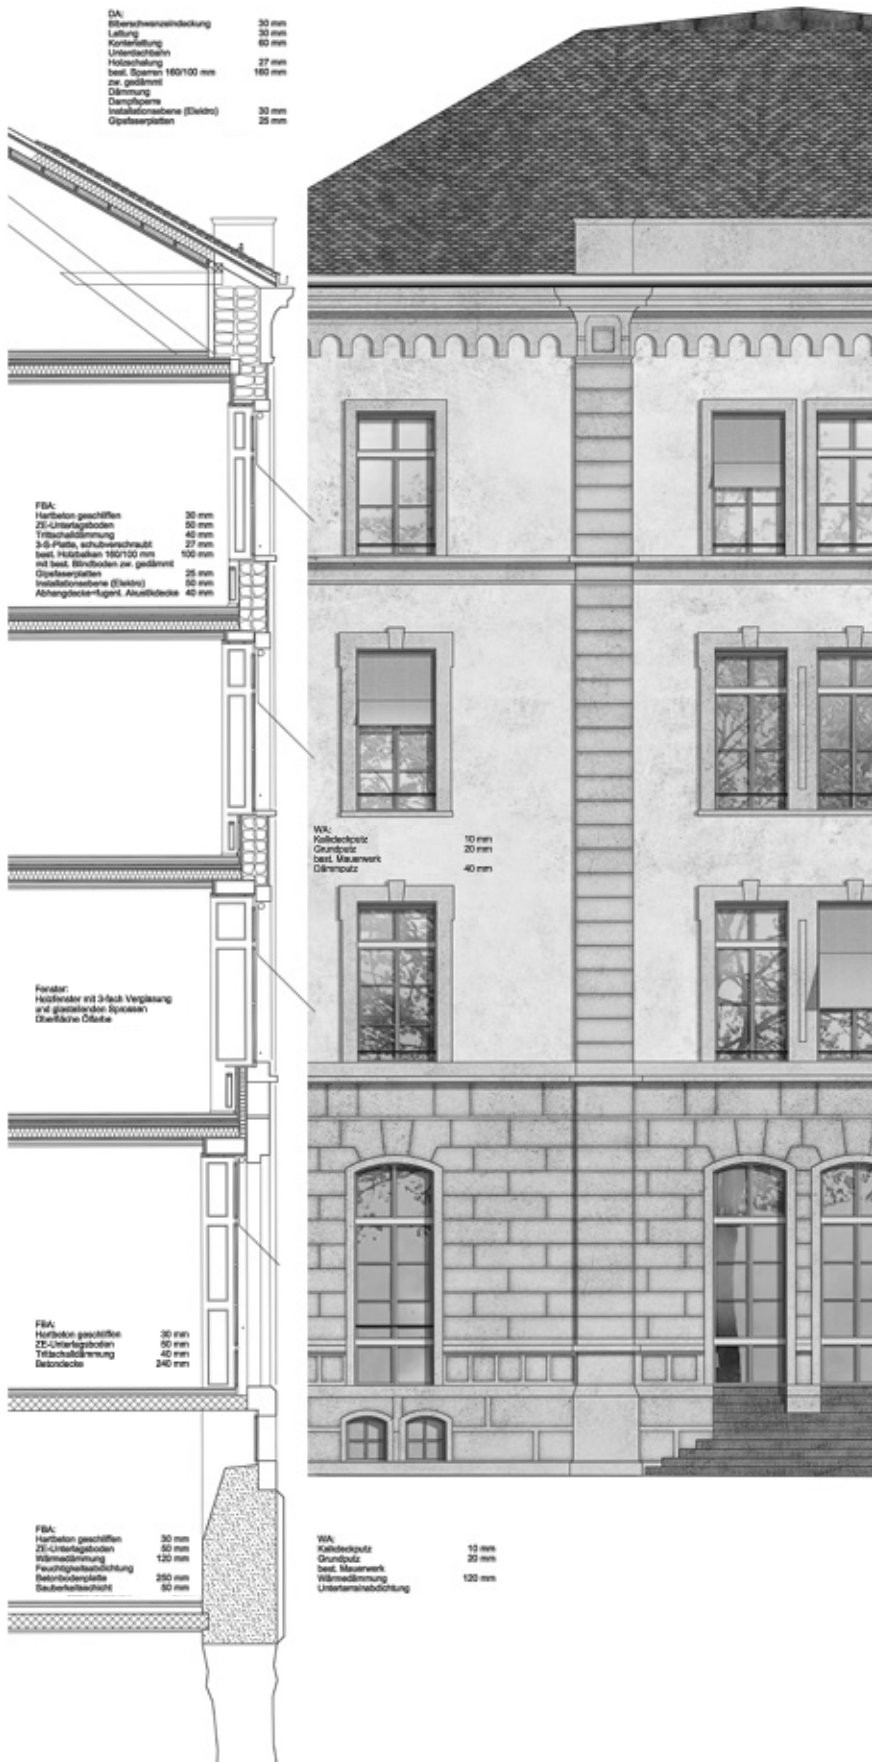 DA:
Biberschwanzeindeckung 30 mm
Lattung 30 mm
Konterlattung 60 mm
Unterdachbahn
Holzschalung 27 mm
best. Sparren 160/100 mm 160 mm
zw. gedämmt
Dämmung
Dampfsperre
Installationsebene (Elektro) 30 mm
Gipsfaserplatten 25 mm
FBA:
Hartbeton geschliffen 30 mm
ZE-Unterlagsboden 50 mm
Trittschalldämmung 40 mm
3-S-Platte, schubverschraubt 27 mm
best. Holzbalken 160/100 mm 100 mm
mit best. Blindboden zw. gedämmt
Gipsfaserplatten 25 mm
Installationsebene (Elektro) 50 mm
Abhangdecke=fugenl. Akustikdecke 40 mm
WA:
Kalkdeckputz 10 mm
Grundputz 20 mm
best. Mauerwerk
Dämmputz 40 mm
Fenster:
Holzfenster mit 3-fach Verglasung
und glasteilenden Sprossen
Oberfläche Ölfarbe
FBA:
Hartbeton geschliffen 30 mm
ZE-Unterlagsboden 50 mm
Trittschalldämmung 40 mm
Betondecke 240 mm
FBA:
Hartbeton geschliffen 30 mm
ZE-Unterlagsboden 50 mm
Wärmedämmung 120 mm
Feuchtigkeitsabdichtung
Betonbodenplatte 250 mm
Sauberkeitsschicht 50 mm
WA:
Kalkdeckputz 10 mm
Grundputz 20 mm
best. Mauerwerk
Wärmedämmung 120 mm
Unterterrainabdichtung